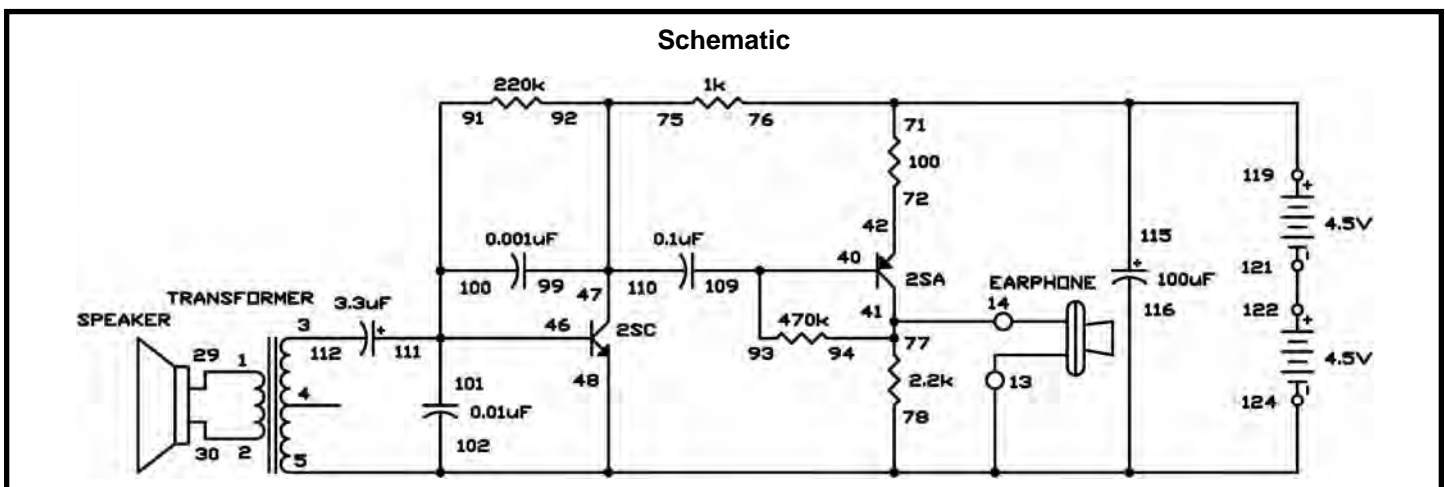 Schematic
220k
1k
91
92
75
76
71
100
72
119
+
4.5V
42
0.001uF
0.1uF
115
40
+
2SA
121
100
99
110
109
EARPHONE
100uF
47
TRANSFORMER
3.3uF
41
14
116
122
SPEAKER
3
+
46
2SC
470k
+
29
1
112
111
93
94
77
4.5V
48
2.2k
13
101
4
0.01uF
124
78
30
2
5
102